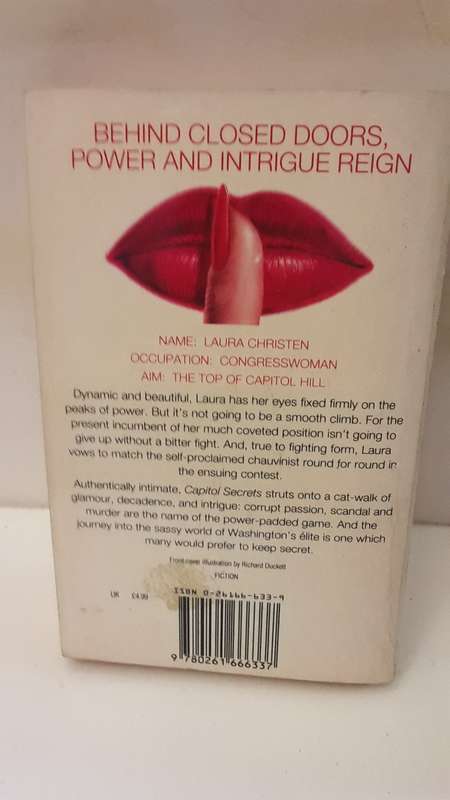 BEHIND CLOSED DOORS,
POWER AND INTRIGUE REIGN
NAME: LAURA CHRISTEN
OCCUPATION: CONGRESSWOMAN
AIM: THE TOP OF CAPITOL HILL
Dynamic and beautiful, Laura has her eyes fixed firmly on the
peaks of power. But it's not going to be a smooth climb. For the
present incumbent of her much coveted position isn't going to
give up without a bitter fight. And, true to fighting form, Laura
vows to match the self-proclaimed chauvinist round for round in
the ensuing contest.
Authentically intimate, Capitol Secrets struts onto a cat-walk of
glamour, decadence, and intrigue: corrupt passion, scandal and
murder are the name of the power-padded game. And the
journey into the sassy world of Washington's élite is one which
many would prefer to keep secret.
Front cover illustration by Richard Duckett
FICTION
UK £4.99
ISBN 0-26166-633-9
9 780261 666337